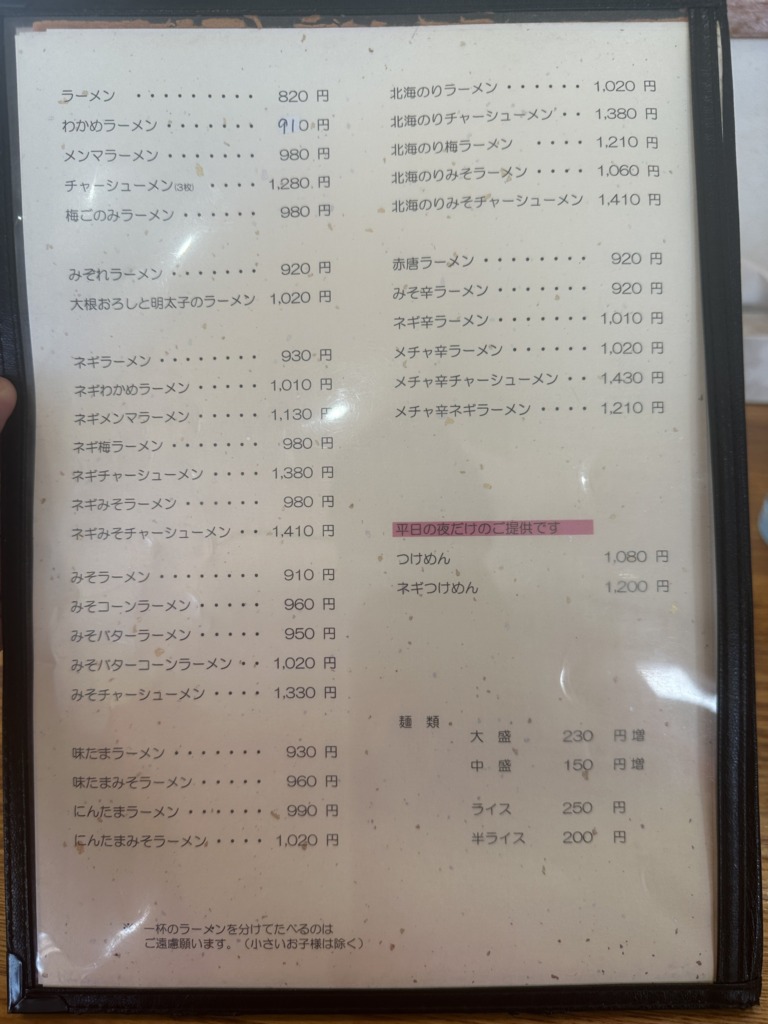 ラーメン ・・・・・・・・・ 820 円
わかめラーメン ・・・・・・・ 910 円
メンマラーメン ・・・・・・・ 980 円
チャーシューメン(3枚) ・・・・ 1,280 円
梅ごのみラーメン ・・・・・・ 980 円
みぞれラーメン ・・・・・・・ 920 円
大根おろしと明太子のラーメン 1,020 円
ネギラーメン ・・・・・・・・ 930 円
ネギわかめラーメン ・・・・・ 1,010 円
ネギメンマラーメン ・・・・・ 1,130 円
ネギ梅ラーメン ・・・・・・・ 980 円
ネギチャーシューメン ・・・・ 1,380 円
ネギみそラーメン ・・・・・・ 980 円
ネギみそチャーシューメン ・・ 1,410 円
みそラーメン ・・・・・・・・ 910 円
みそコーンラーメン ・・・・・ 960 円
みそバターラーメン ・・・・・ 950 円
みそバターコーンラーメン ・・ 1,020 円
みそチャーシューメン ・・・・ 1,330 円
味たまラーメン ・・・・・・・ 930 円
味たまみそラーメン ・・・・・ 960 円
にんたまラーメン ・・・・・・ 990 円
にんたまみそラーメン ・・・・ 1,020 円
※ 一杯のラーメンを分けてたべるのは
ご遠慮願います。(小さいお子様は除く)
北海のりラーメン ・・・・・・ 1,020 円
北海のりチャーシューメン ・・ 1,380 円
北海のり梅ラーメン ・・・・ 1,210 円
北海のりみそラーメン ・・・・ 1,060 円
北海のりみそチャーシューメン 1,410 円
赤唐ラーメン ・・・・・・・・ 920 円
みそ辛ラーメン ・・・・・・・ 920 円
ネギ辛ラーメン ・・・・・・・ 1,010 円
メチャ辛ラーメン ・・・・・・ 1,020 円
メチャ辛チャーシューメン ・・ 1,430 円
メチャ辛ネギラーメン ・・・・ 1,210 円
平日の夜だけのご提供です
つけめん 1,080 円
ネギつけめん 1,200 円
麺 類
大 盛 230 円増
中 盛 150 円増
ライス 250 円
半ライス 200 円